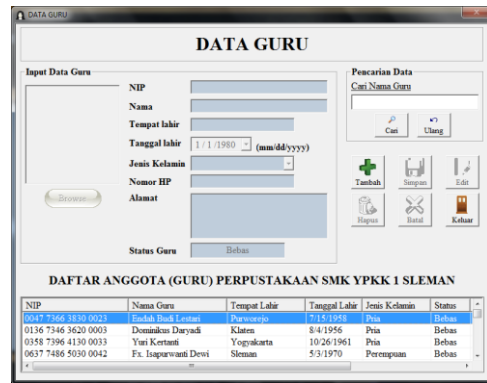 DATA GURU
DATA GURU
Input Data Guru
NIP
Nama
Tempat lahir
Tanggal lahir 1 / 1 /1980 (mm/dd/yyyy)
Jenis Kelamin
Nomor HP
Alamat
Status Guru Bebas
Browse
Pencarian Data
Cari Nama Guru
Cari Ulang
Tambah Simpan Edit
Hapus Batal Keluar
DAFTAR ANGGOTA (GURU) PERPUSTAKAAN SMK YPKK 1 SLEMAN
NIP Nama Guru Tempat Lahir Tanggal Lahir Jenis Kelamin Status
0047 7366 3830 0023 Endah Budi Lestari Purworejo 7/15/1958 Pria Bebas
0136 7346 3620 0003 Dominikus Daryadi Klaten 8/4/1956 Pria Bebas
0358 7396 4130 0033 Yuri Kertanti Yogyakarta 10/26/1961 Pria Bebas
0637 7486 5030 0042 Fx. Isapurwanti Dewi Sleman 5/3/1970 Perempuan Bebas